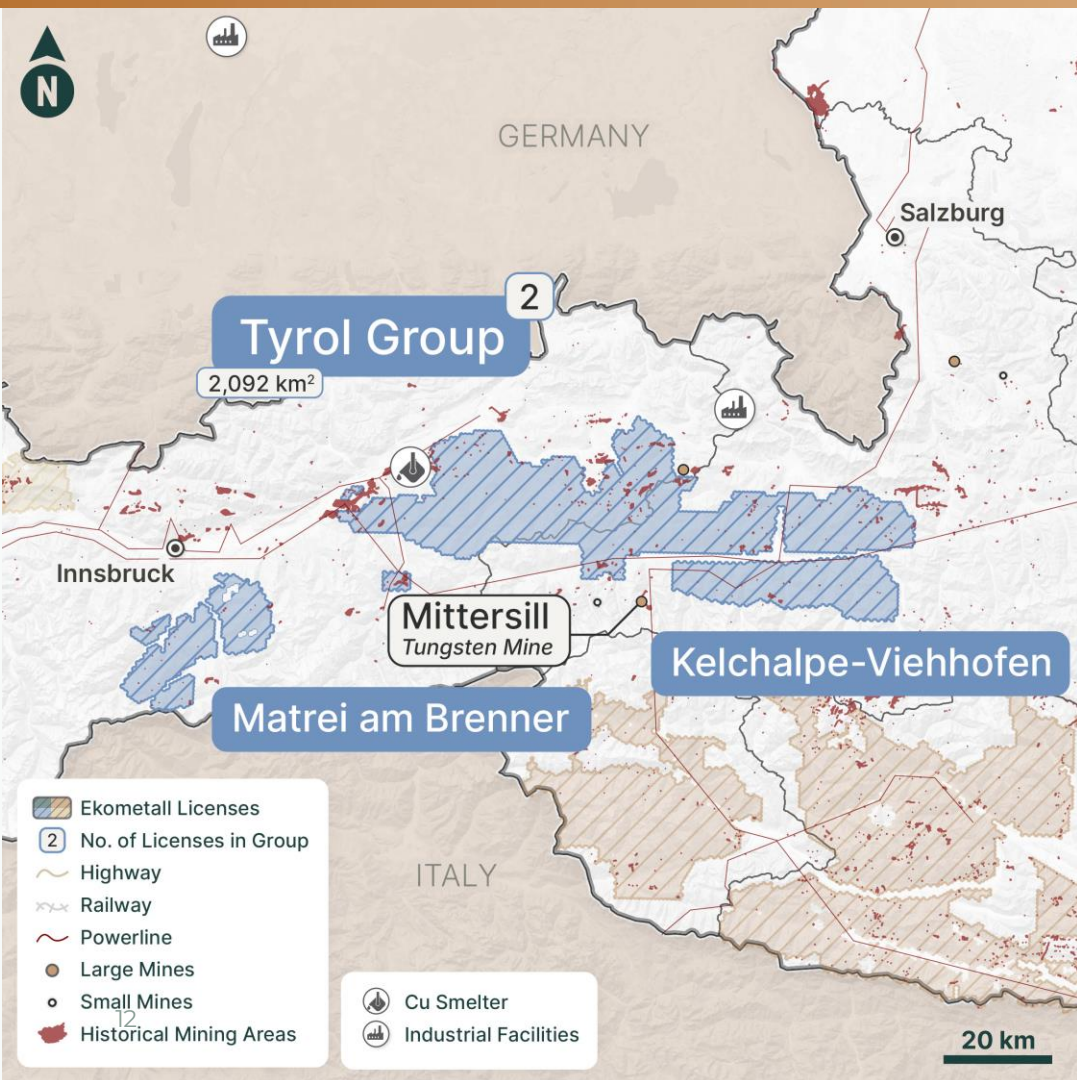 N
GERMANY
Salzburg
2
Tyrol Group
2,092 km²
Innsbruck
Mittersill
Tungsten Mine
Kelchalpe-Viehhofen
Matrei am Brenner
ITALY
Ekometall Licenses
2 No. of Licenses in Group
Highway
Railway
Powerline
Large Mines
Small Mines
12
Historical Mining Areas
Cu Smelter
Industrial Facilities
20 km